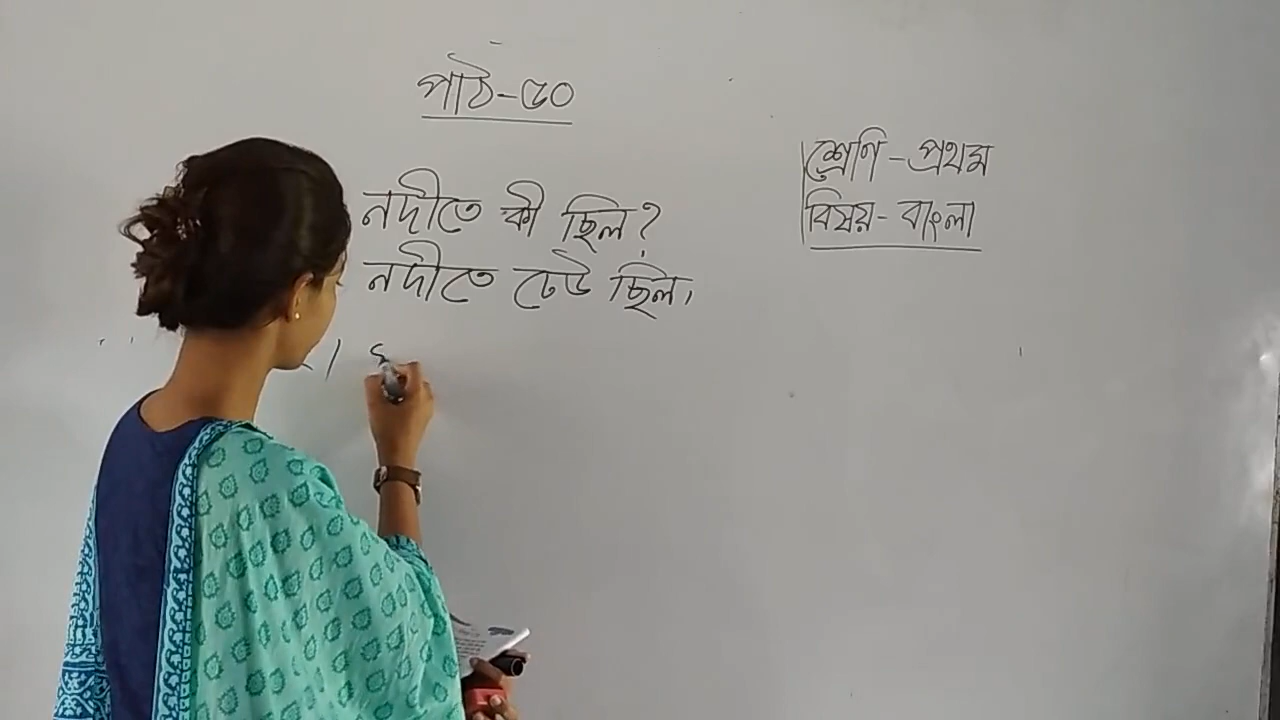 পাঠ-৫০
শ্রেণি-প্রথম
বিষয়-বাংলা
নদীতে কী ছিল?
নদীতে ঢেউ ছিল।